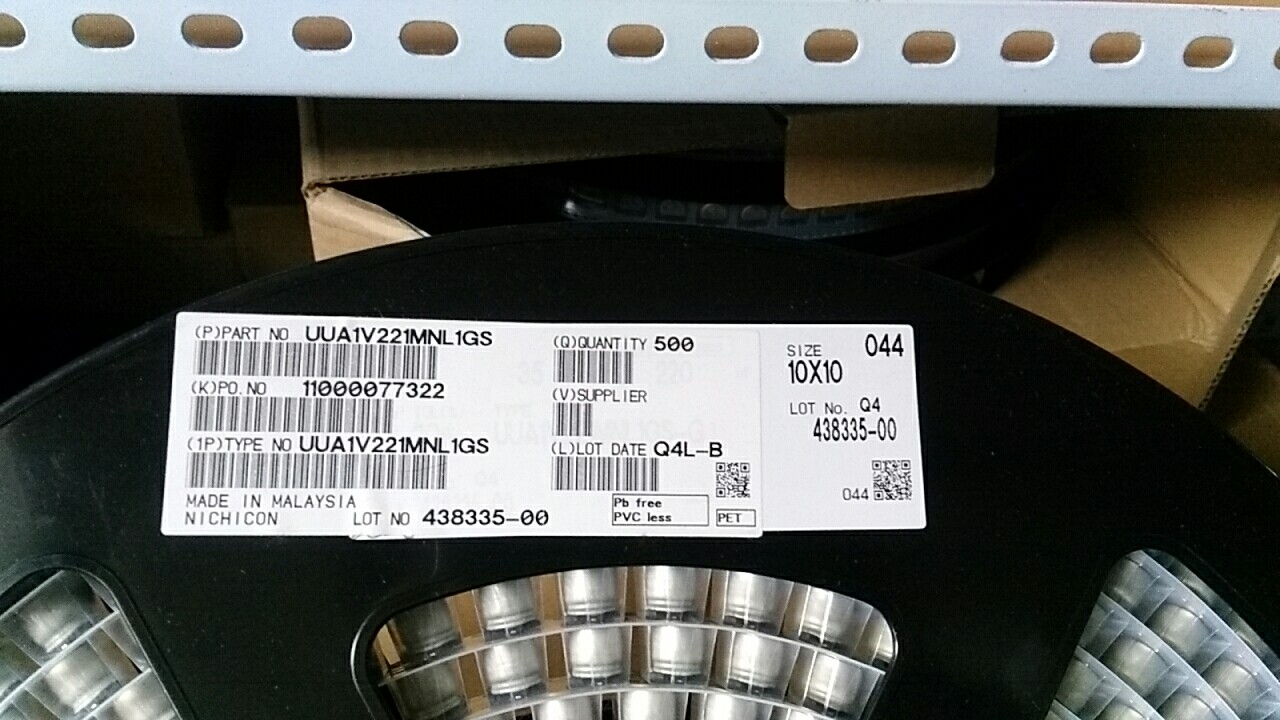 (P)PART NO UUA1V221MNL1GS
(K)PO.NO 11000077322
(1P)TYPE NO UUA1V221MNL1GS
MADE IN MALAYSIA
NICHICON LOT NO 438335-00
(Q)QUANTITY 500
(V)SUPPLIER
(L)LOT DATE Q4L-B
Pb free
PVC less
PET
SIZE 044
10X10
LOT No. Q4
438335-00
044